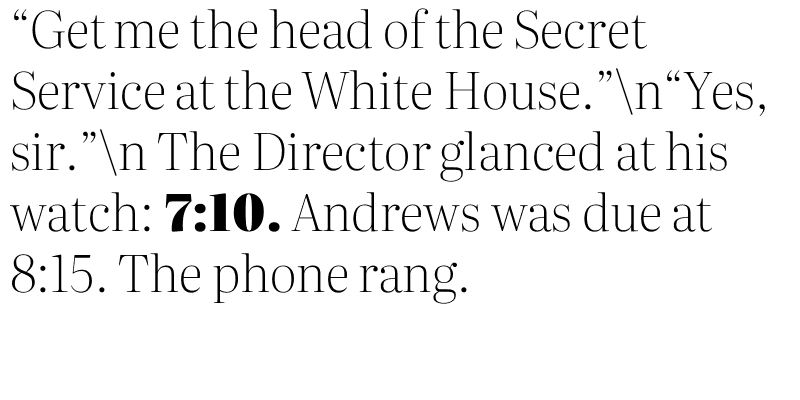 “Get me the head of the Secret
Service at the White House.”\n“Yes,
sir.”\n The Director glanced at his
watch: 7:10. Andrews was due at
8:15. The phone rang.